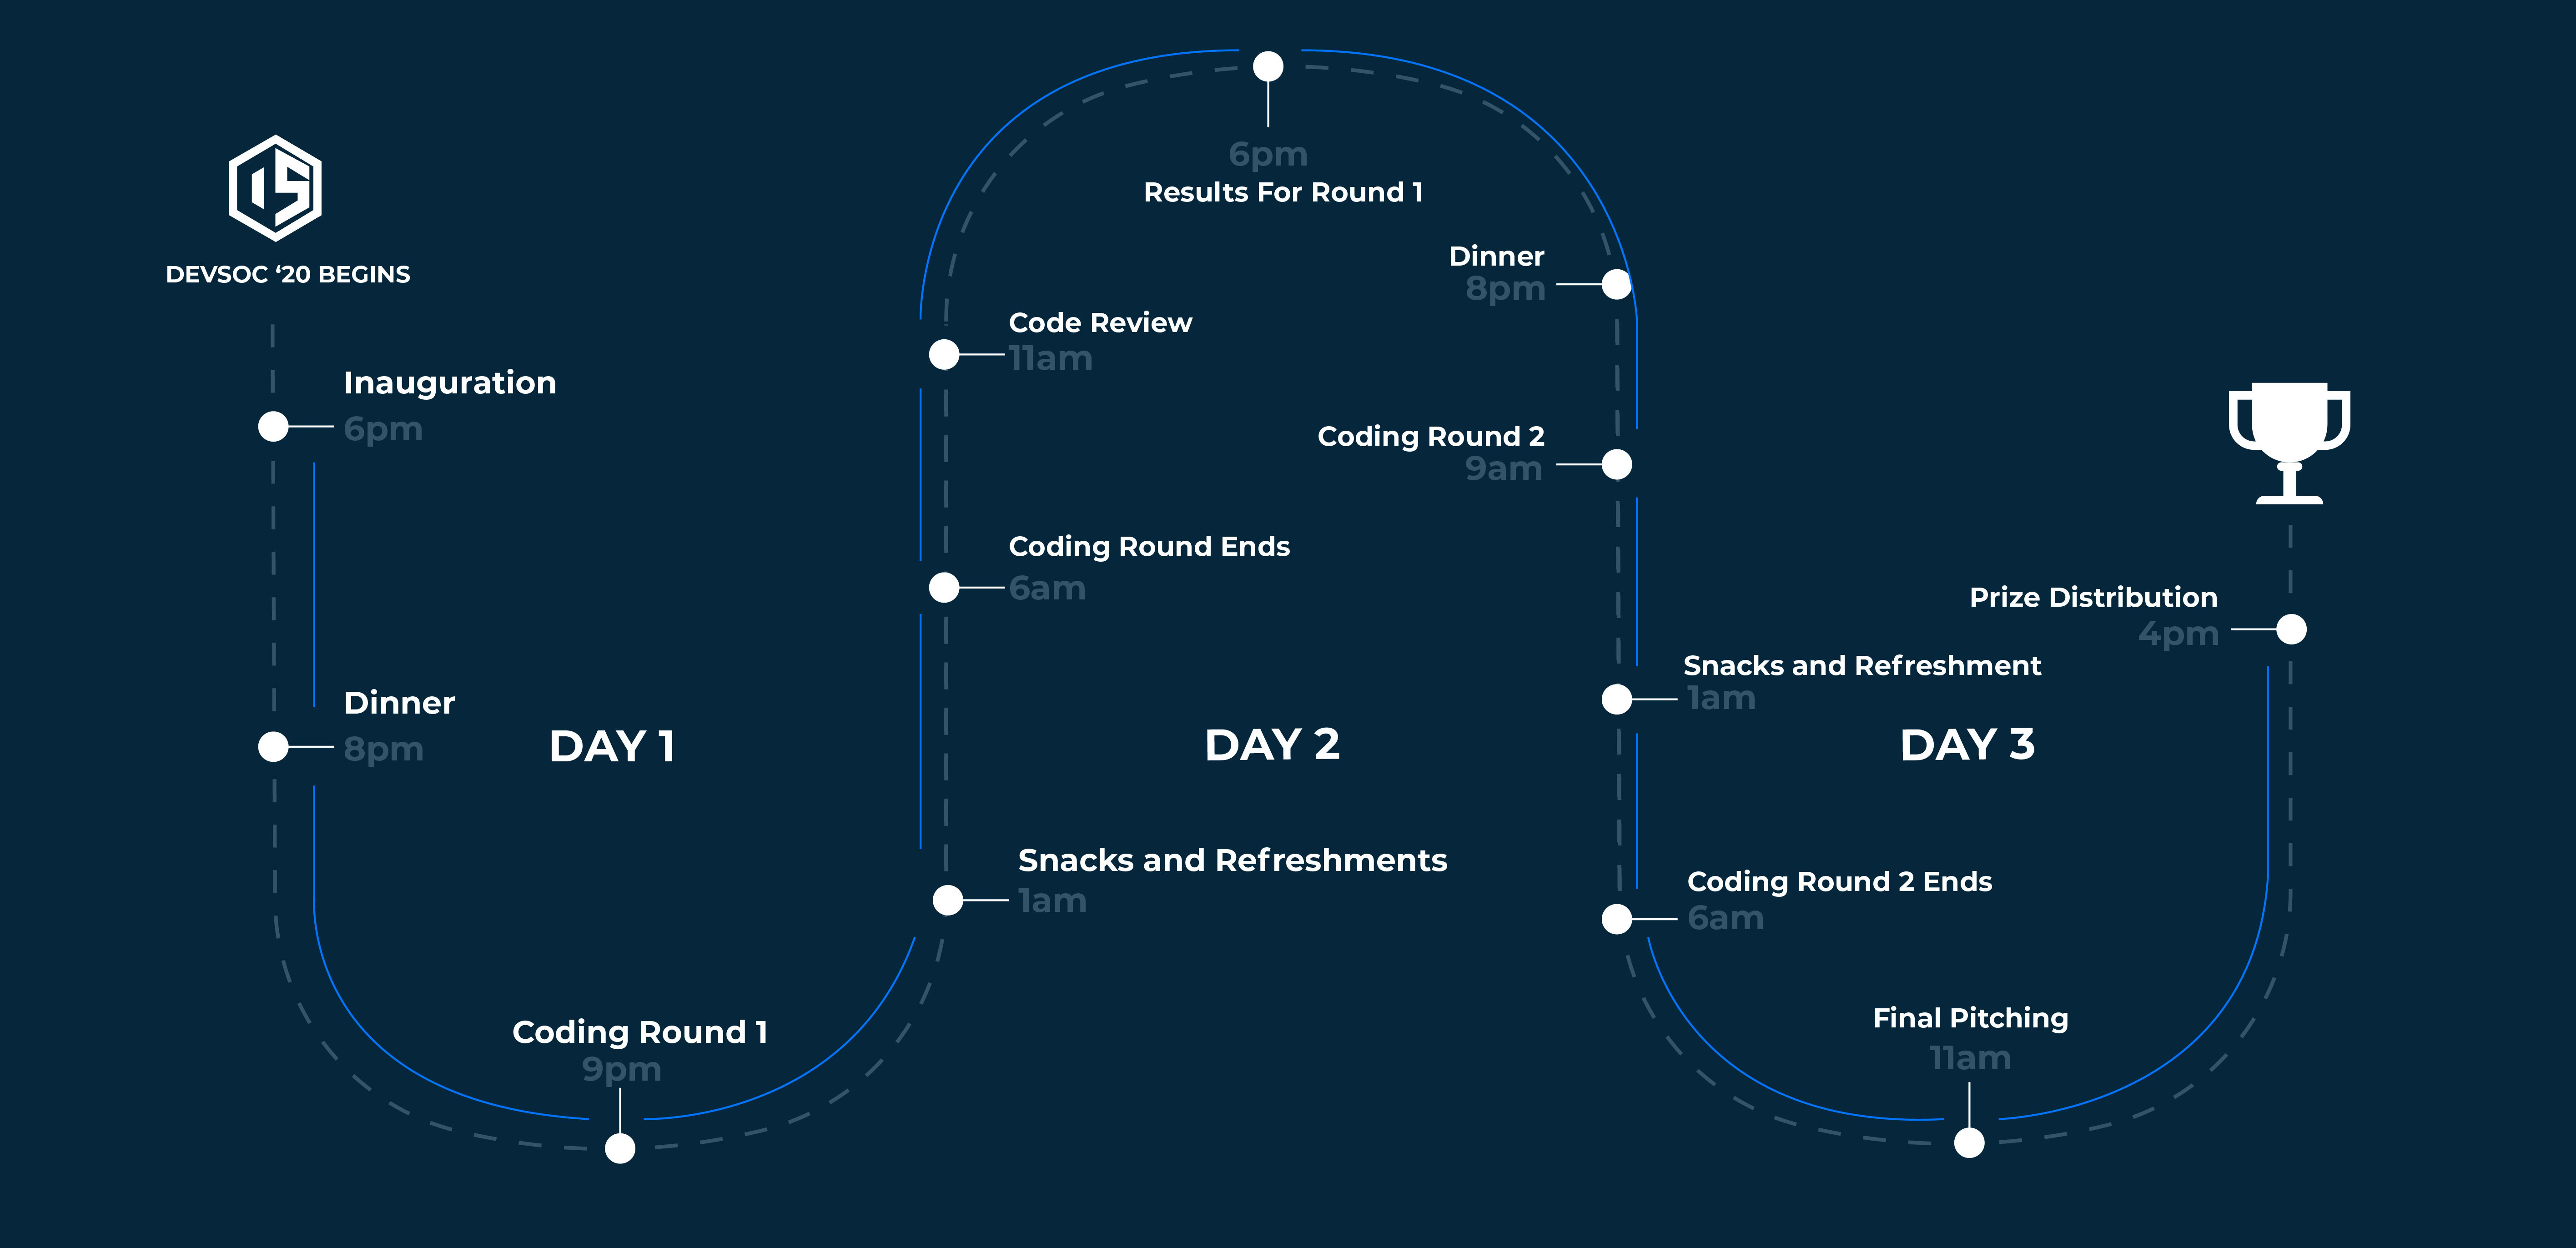 DEVSOC ‘20 BEGINS
Inauguration
6pm
Dinner
8pm
DAY 1
Coding Round 1
9pm
Snacks and Refreshments
1am
Coding Round Ends
6am
Code Review
11am
6pm
Results For Round 1
DAY 2
Dinner
8pm
Coding Round 2
9am
Snacks and Refreshment
1am
DAY 3
Coding Round 2 Ends
6am
Final Pitching
11am
Prize Distribution
4pm